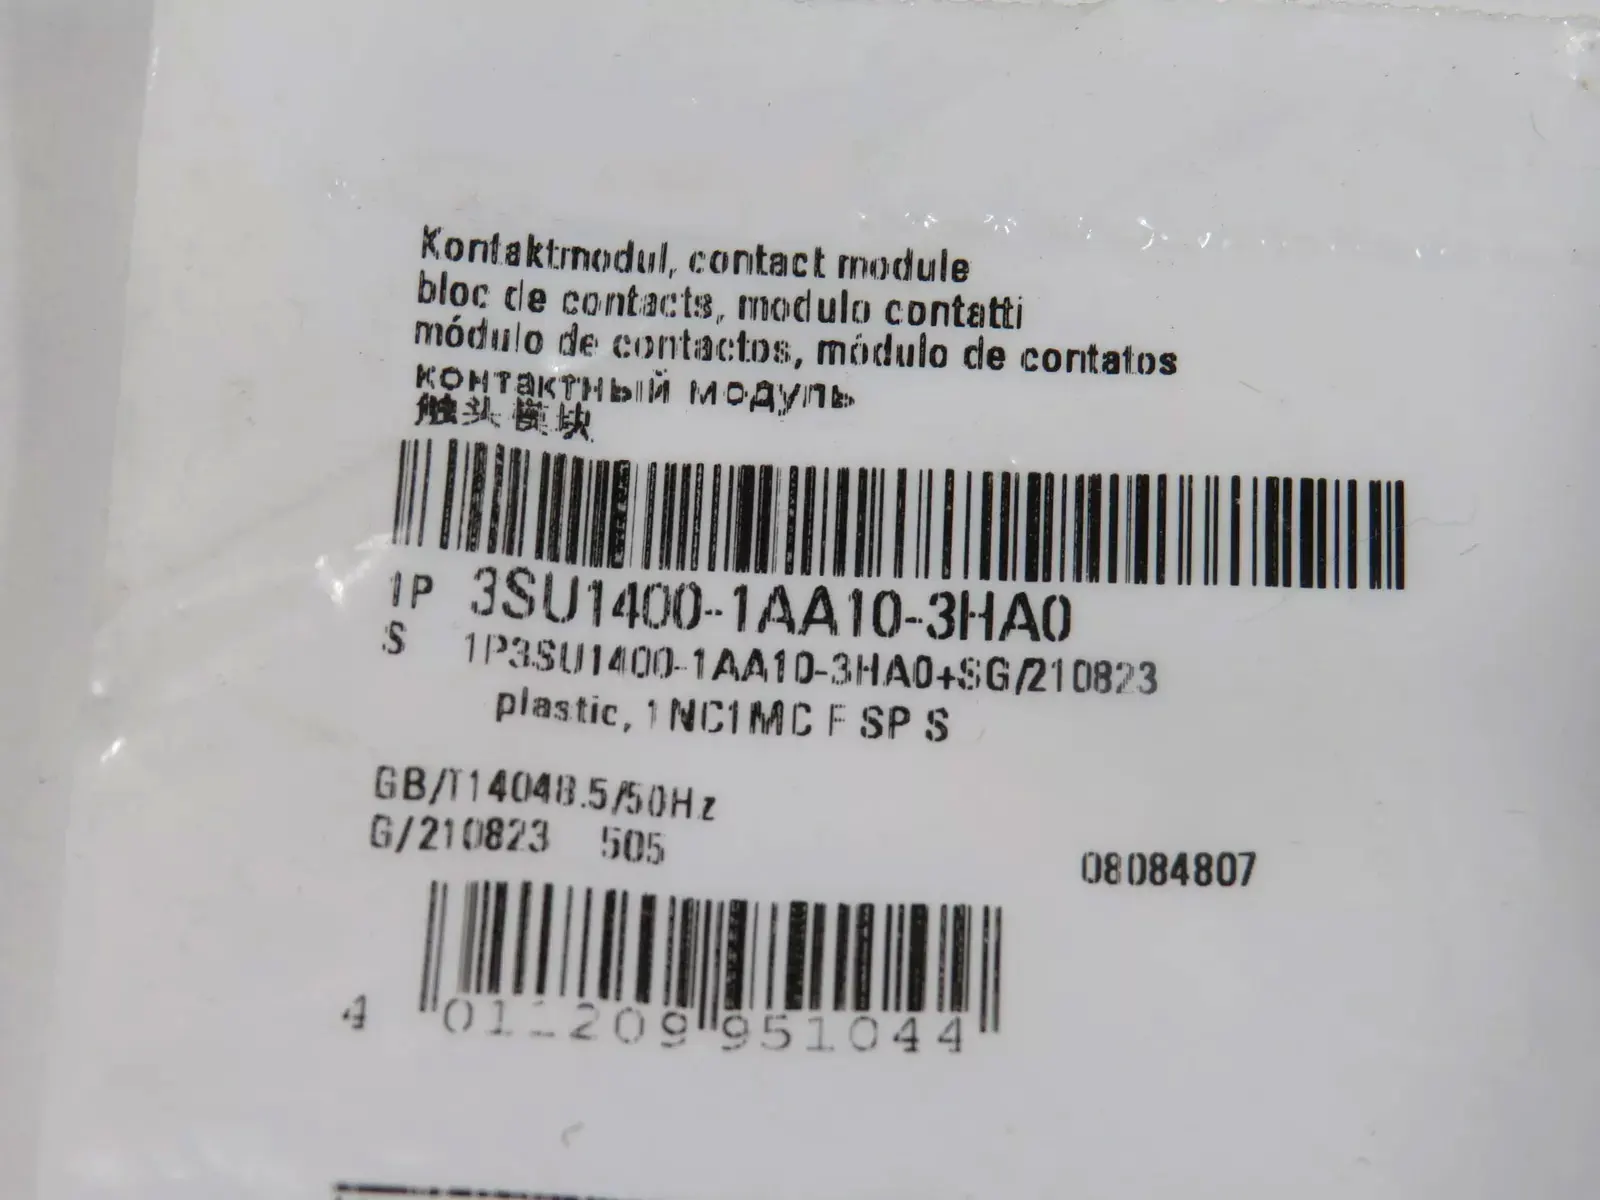 Kontaktmodul, contact module
bloc de contacts, modulo contatti
módulo de contactos, módulo de contatos
контактный модуль
触头模块
1P 3SU1400-1AA10-3HA0
S 1P3SU1400-1AA10-3HA0+SG/210823
plastic, 1NC1MC F SP S
GB/T14048.5/50Hz
G/210823 505
08084807
4 011209 951044